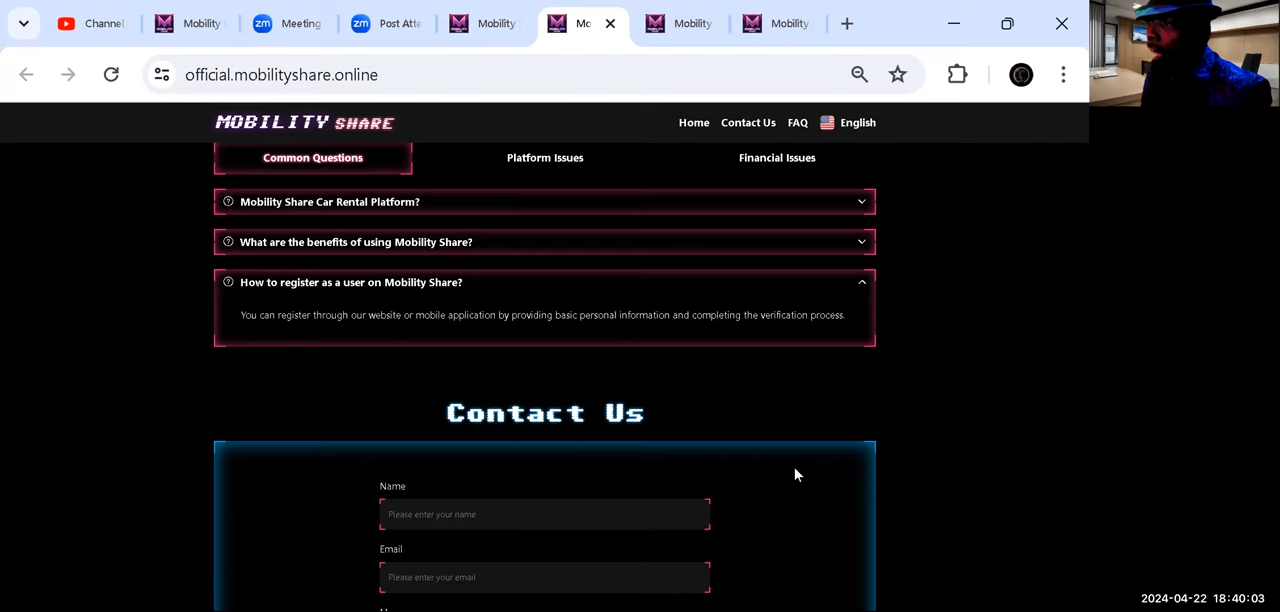 Channel
Mobility
Meeting
Post Atte
Mobility
Mo
Mobility
Mobility
official.mobilityshare.online
MOBILITY SHARE
Home
Contact Us
FAQ
English
Common Questions
Platform Issues
Financial Issues
Mobility Share Car Rental Platform?
What are the benefits of using Mobility Share?
How to register as a user on Mobility Share?
You can register through our website or mobile application by providing basic personal information and completing the verification process.
Contact Us
Name
Please enter your name
Email
Please enter your email
2024-04-22 18:40:03